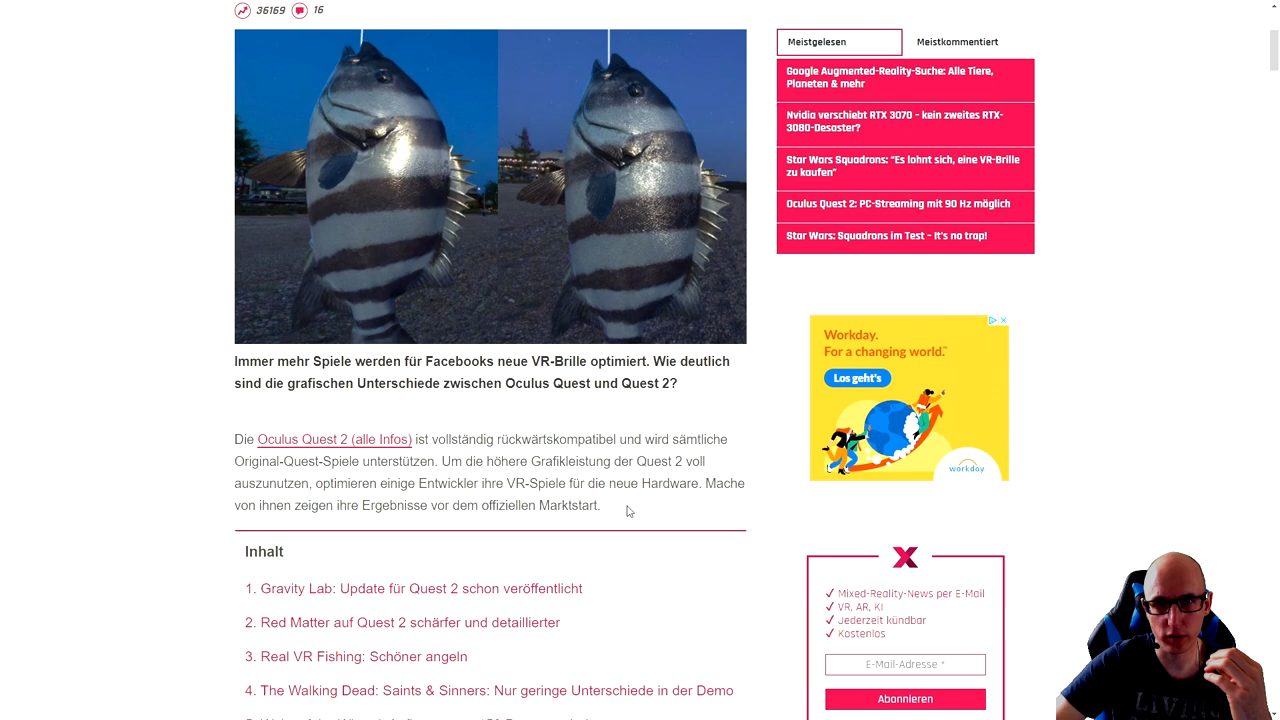 36169 16
Immer mehr Spiele werden für Facebooks neue VR-Brille optimiert. Wie deutlich
sind die grafischen Unterschiede zwischen Oculus Quest und Quest 2?
Die Oculus Quest 2 (alle Infos) ist vollständig rückwärtskompatibel und wird sämtliche
Original-Quest-Spiele unterstützen. Um die höhere Grafikleistung der Quest 2 voll
auszunutzen, optimieren einige Entwickler ihre VR-Spiele für die neue Hardware. Mache
von ihnen zeigen ihre Ergebnisse vor dem offiziellen Marktstart.
Inhalt
1. Gravity Lab: Update für Quest 2 schon veröffentlicht
2. Red Matter auf Quest 2 schärfer und detaillierter
3. Real VR Fishing: Schöner angeln
4. The Walking Dead: Saints & Sinners: Nur geringe Unterschiede in der Demo
Meistgelesen
Meistkommentiert
Google Augmented-Reality-Suche: Alle Tiere,
Planeten & mehr
Nvidia verschiebt RTX 3070 – kein zweites RTX-
3080-Desaster?
Star Wars Squadrons: "Es lohnt sich, eine VR-Brille
zu kaufen"
Oculus Quest 2: PC-Streaming mit 90 Hz möglich
Star Wars: Squadrons im Test – It's no trap!
Workday.
For a changing world.™
Los geht's
workday
X
Mixed-Reality-News per E-Mail
VR, AR, KI
Jederzeit kündbar
Kostenlos
E-Mail-Adresse *
Abonnieren